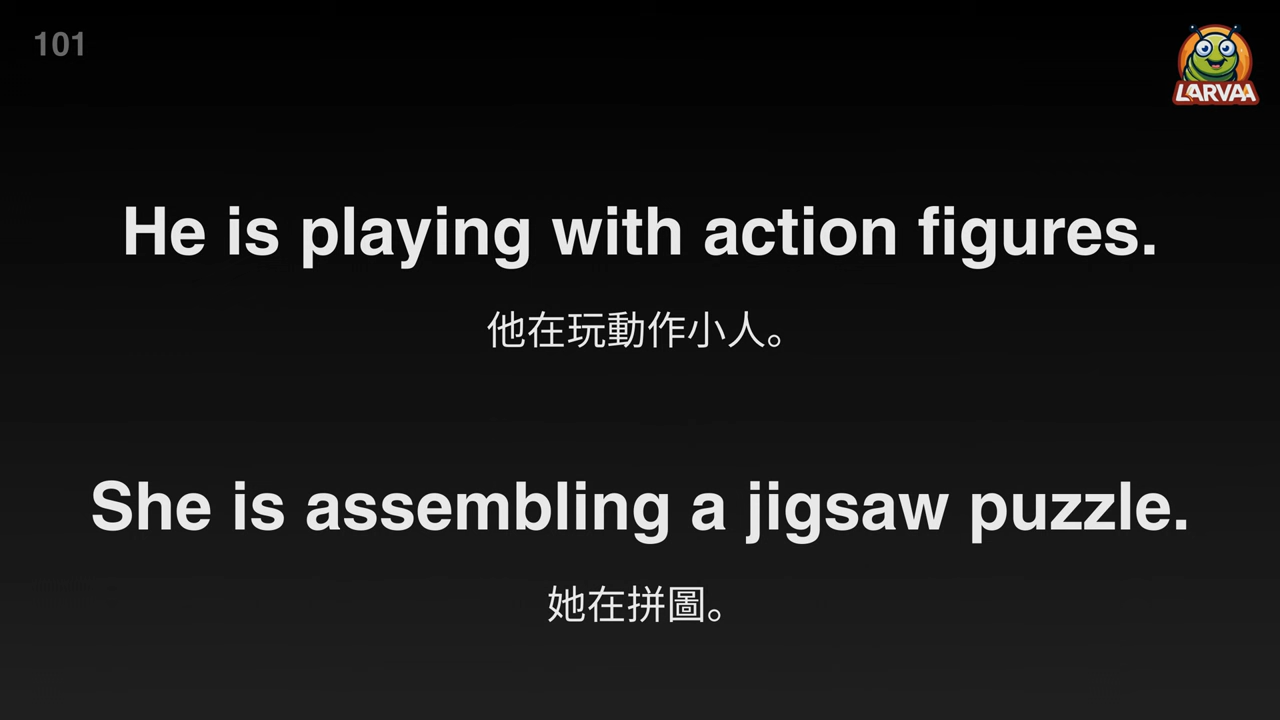 101
LARVAA
He is playing with action figures.
他在玩動作小人。
She is assembling a jigsaw puzzle.
她在拼圖。